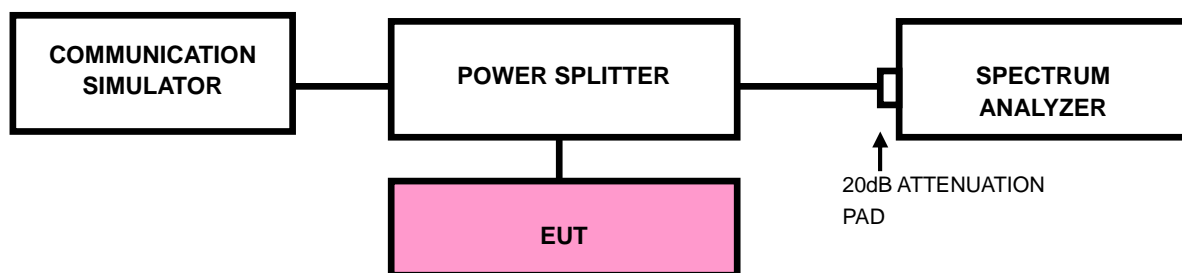 COMMUNICATION
SIMULATOR
POWER SPLITTER
SPECTRUM
ANALYZER
20dB ATTENUATION
PAD
EUT